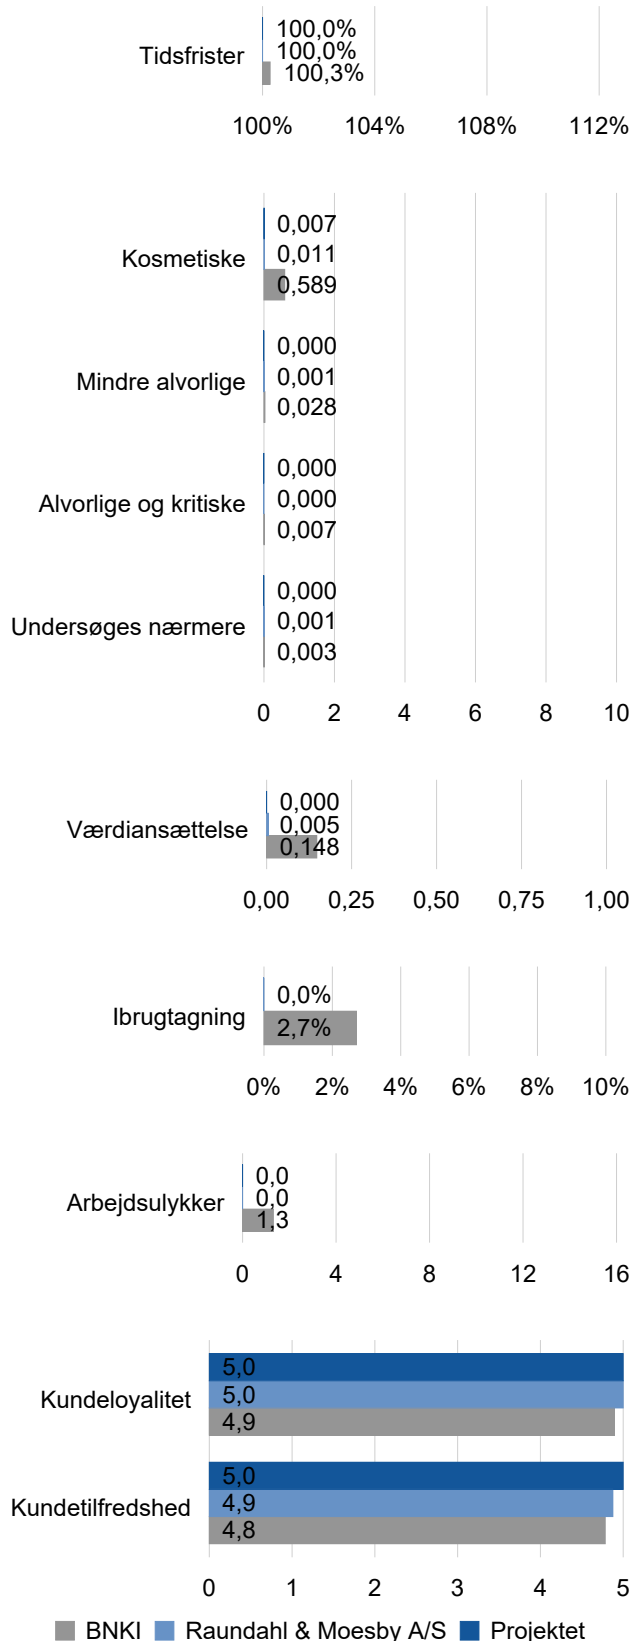 100,0%
100,0%
Tidsfrister
100,3%
100% 104% 108% 112%
0,007
Kosmetiske
0,011
0,589
0,000
Mindre alvorlige
0,001
0,028
0,000
Alvorlige og kritiske
0,000
0,007
0,000
Undersøges nærmere
0,001
0,003
0 2 4 6 8 10
0,000
Værdiansættelse
0,005
0,148
0,00 0,25 0,50 0,75 1,00
0,0%
Ibrugtagning
2,7%
0% 2% 4% 6% 8% 10%
0,0
Arbejdsulykker
0,0
1,3
0 4 8 12 16
5,0
Kundeloyalitet
5,0
4,9
5,0
Kundetilfredshed
4,9
4,8
0 1 2 3 4 5
BNKI Raundahl & Moesby A/S Projektet